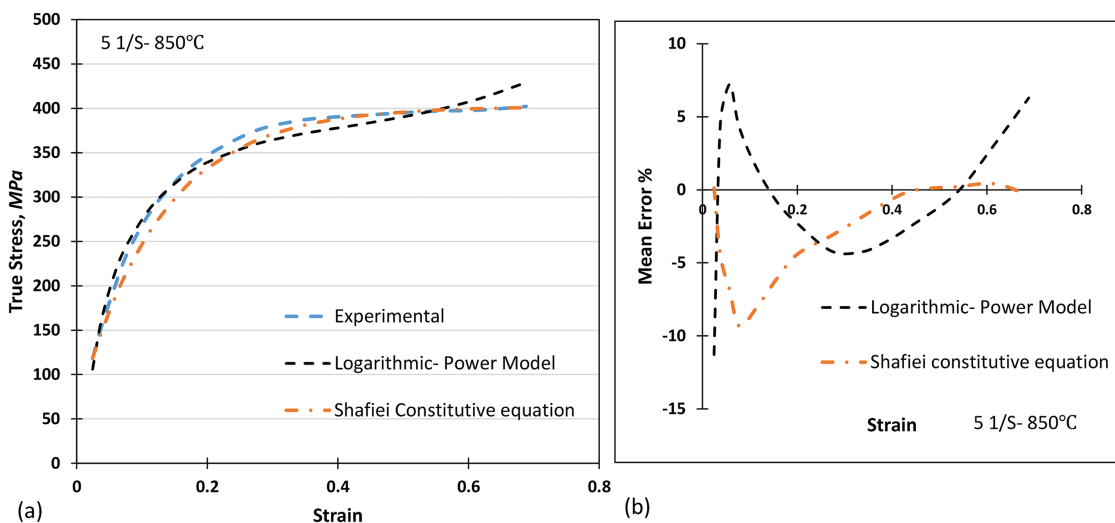 5 1/S- 850℃
True Stress, MPa
500
450
400
350
300
250
200
150
100
50
0
0 0.2 0.4 0.6 0.8
Strain
Experimental
Logarithmic- Power Model
Shafiei Constitutive equation
(a)
Mean Error %
10
5
0
-5
-10
-15
0 0.2 0.4 0.6 0.8
Logarithmic- Power Model
Shafiei constitutive equation
Strain
5 1/S- 850℃
(b)